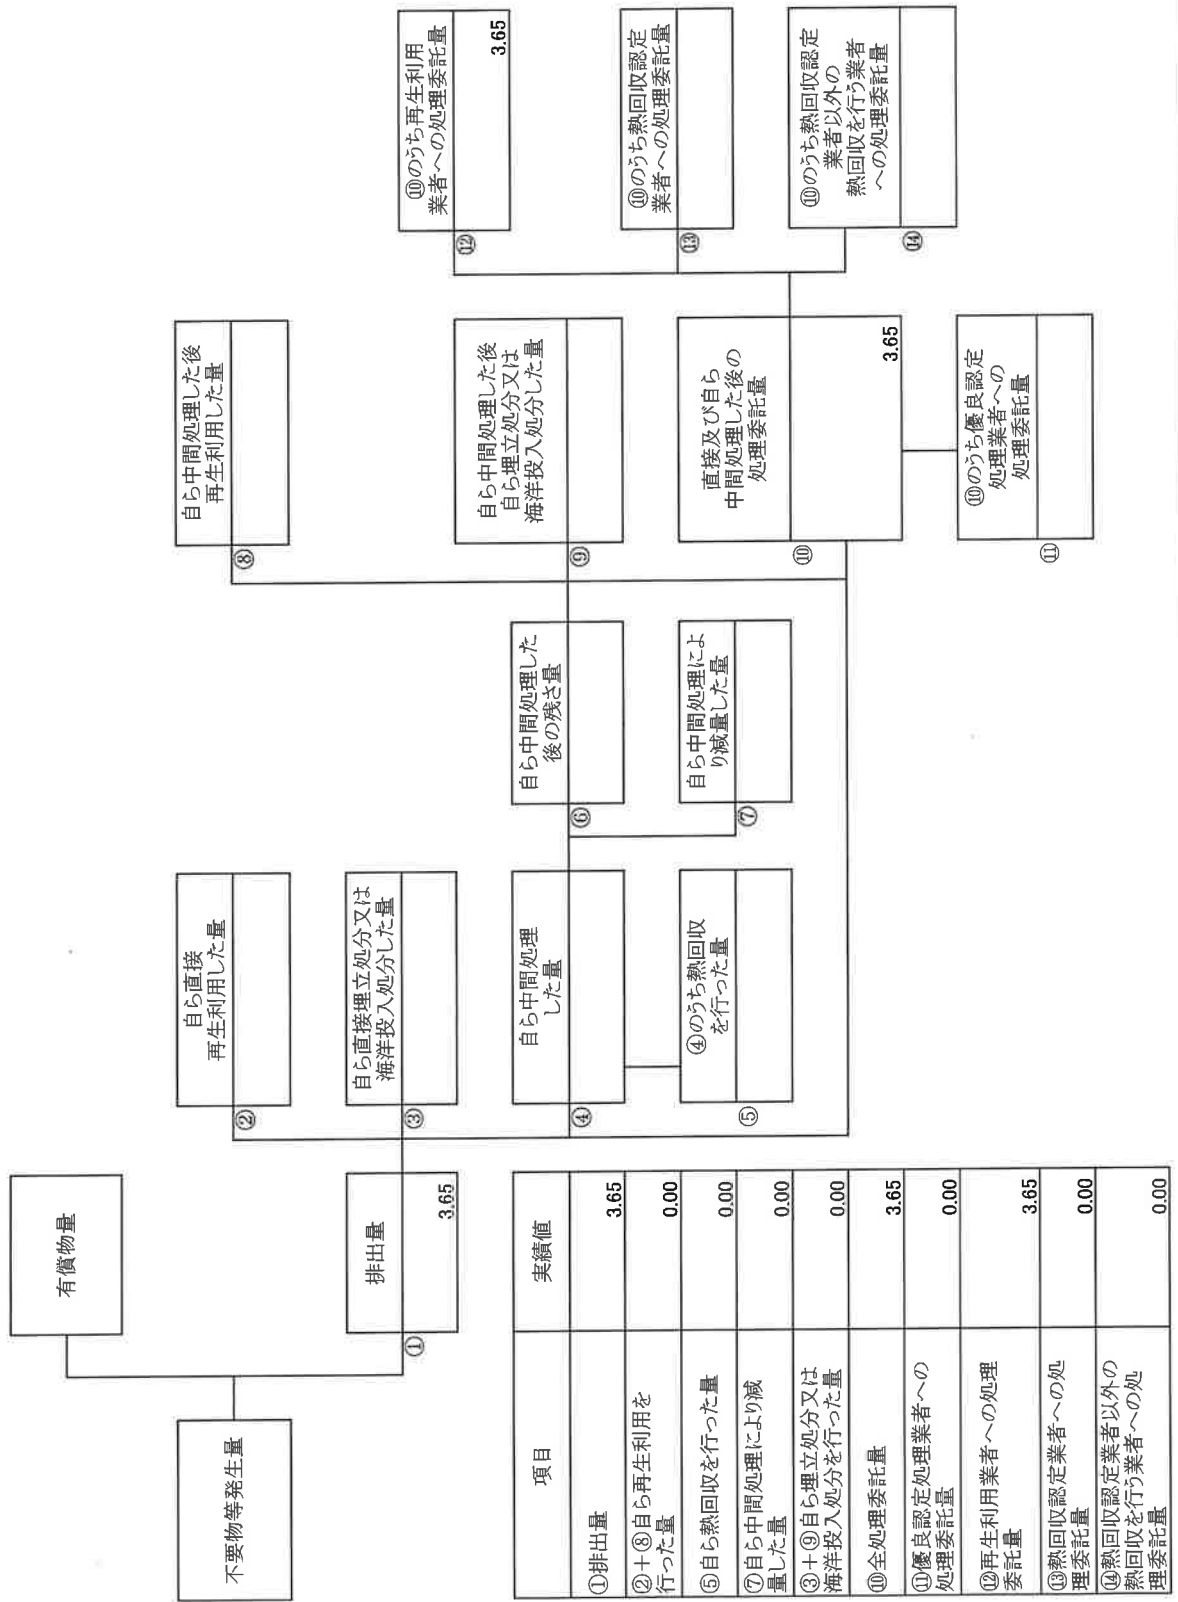 不要物等発生量
有償物量
排出量
①
3.65
自ら直接
再生利用した量
②
自ら直接埋立処分又は
海洋投入処分した量
③
自ら中間処理
した量
④
④のうち熱回収
を行った量
⑤
自ら中間処理した
後の残さ量
⑥
自ら中間処理によ
り減量した量
⑦
自ら中間処理した後
再生利用した量
⑧
自ら中間処理した後
自ら埋立処分又は
海洋投入処分した量
⑨
直接及び自ら
中間処理した後の
処理委託量
⑩
3.65
⑩のうち優良認定
処理業者への
処理委託量
⑪
⑩のうち再生利用
業者への処理委託量
⑫
3.65
⑩のうち熱回収認定
業者への処理委託量
⑬
⑩のうち熱回収認定
業者以外の
熱回収を行う業者
への処理委託量
⑭
項目 実績値
①排出量 3.65
②+⑧自ら再生利用を
行った量 0.00
⑤自ら熱回収を行った量 0.00
⑦自ら中間処理により減
量した量 0.00
③+⑨自ら埋立処分又は
海洋投入処分を行った量 0.00
⑩全処理委託量 3.65
⑪優良認定処理業者への
処理委託量 0.00
⑫再生利用業者への処理
委託量 3.65
⑬熱回収認定業者への処
理委託量 0.00
⑭熱回収認定業者以外の
熱回収を行う業者への処
理委託量 0.00